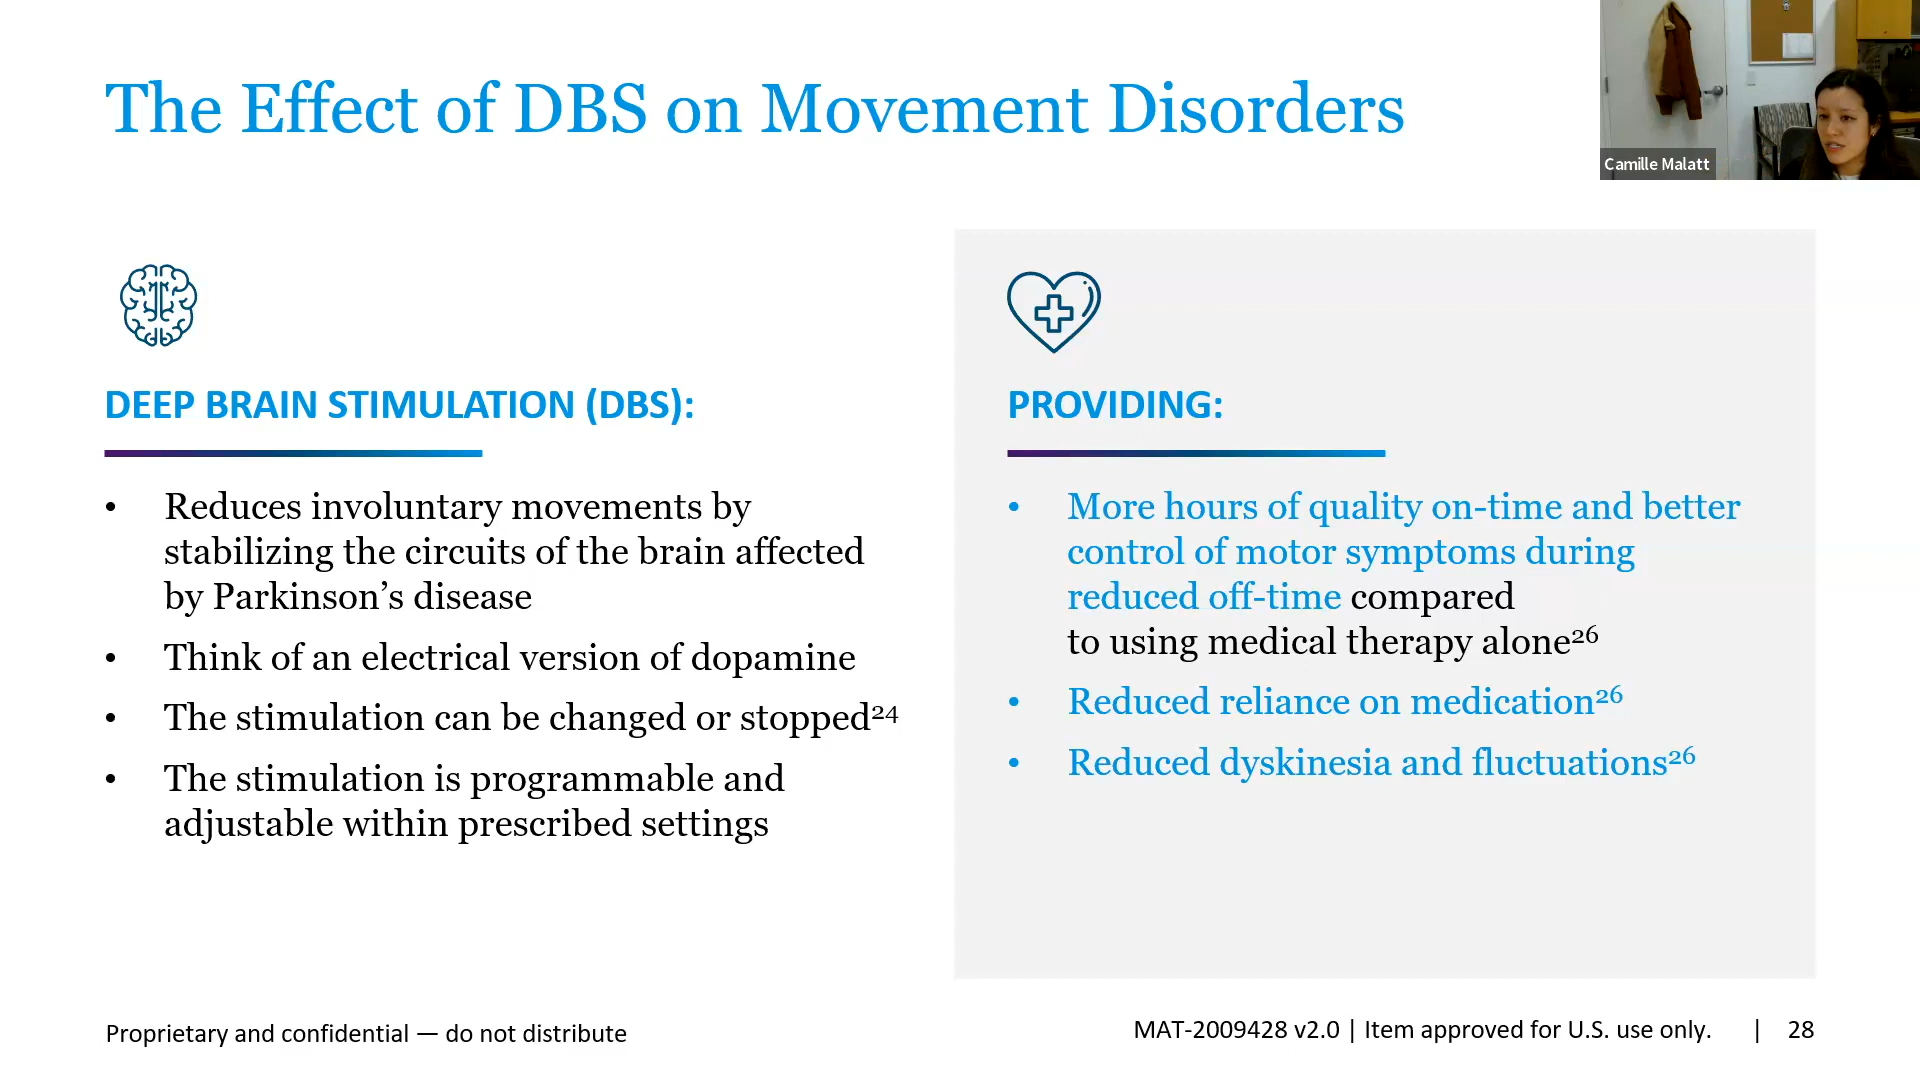 The Effect of DBS on Movement Disorders
Camille Malatt
DEEP BRAIN STIMULATION (DBS):
• Reduces involuntary movements by
stabilizing the circuits of the brain affected
by Parkinson’s disease
• Think of an electrical version of dopamine
• The stimulation can be changed or stopped²⁴
• The stimulation is programmable and
adjustable within prescribed settings
PROVIDING:
• More hours of quality on-time and better
control of motor symptoms during
reduced off-time compared
to using medical therapy alone²⁶
• Reduced reliance on medication²⁶
• Reduced dyskinesia and fluctuations²⁶
Proprietary and confidential — do not distribute
MAT-2009428 v2.0 | Item approved for U.S. use only. | 28